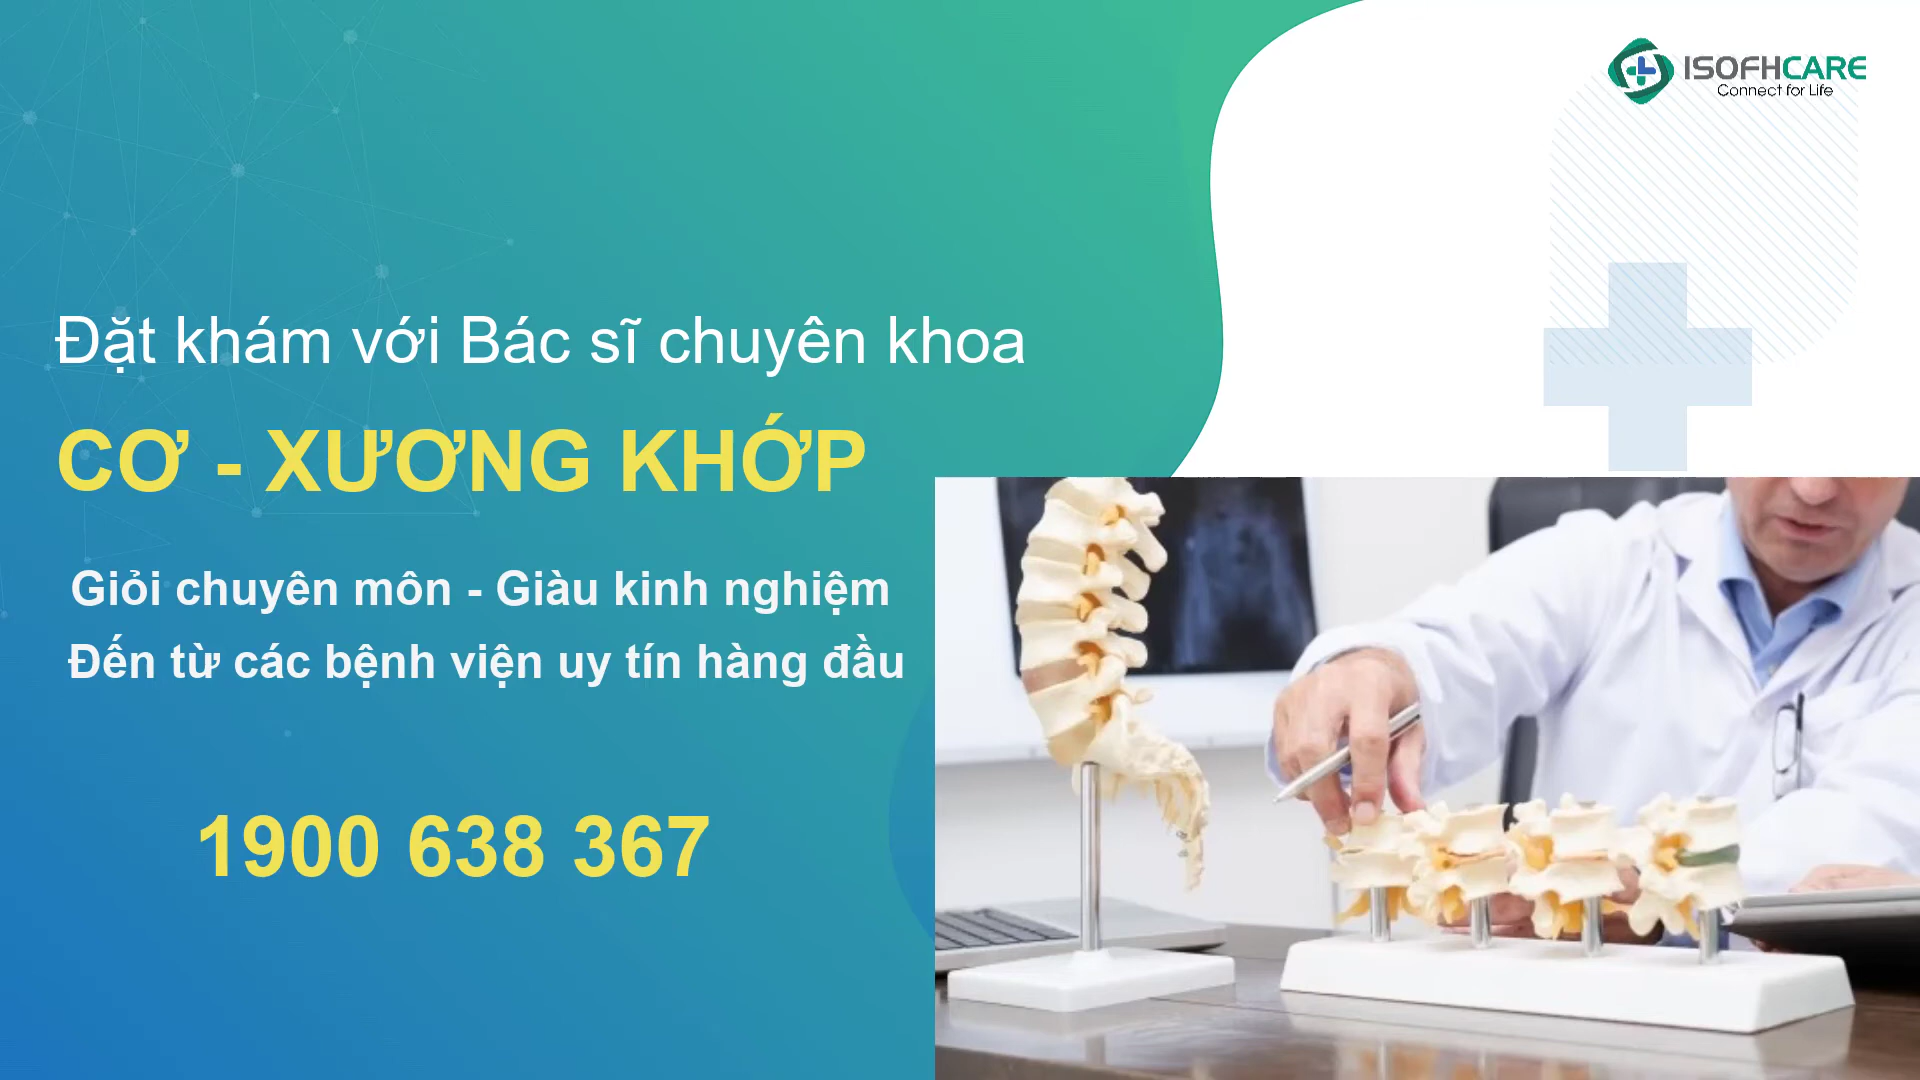 ISOFHCARE
Connect for Life
Đặt khám với Bác sĩ chuyên khoa
CƠ - XƯƠNG KHỚP
Giỏi chuyên môn - Giàu kinh nghiệm
Đến từ các bệnh viện uy tín hàng đầu
1900 638 367